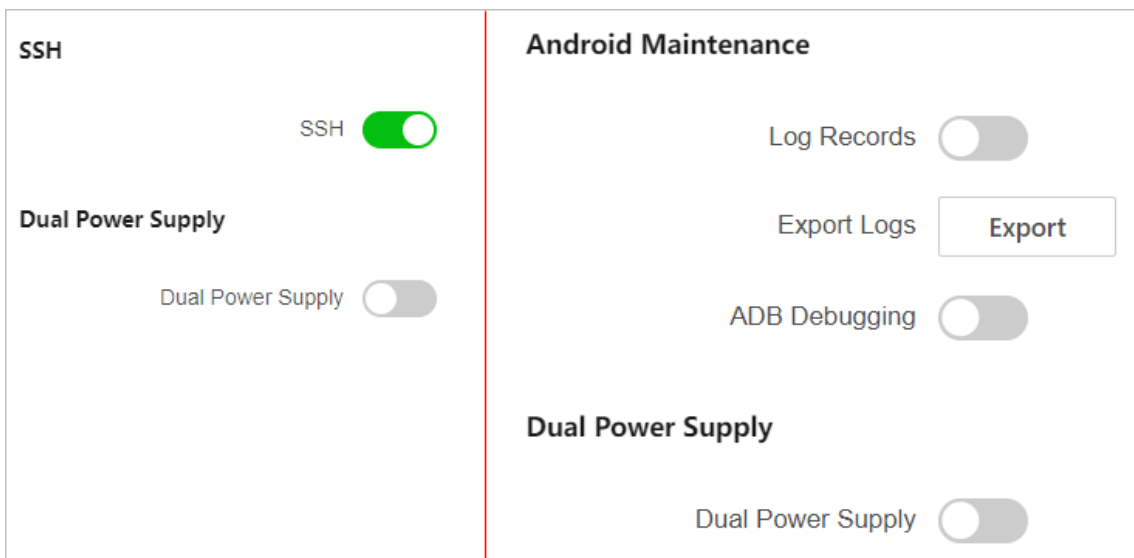 SSH
SSH
Dual Power Supply
Dual Power Supply
Android Maintenance
Log Records
Export Logs Export
ADB Debugging
Dual Power Supply
Dual Power Supply